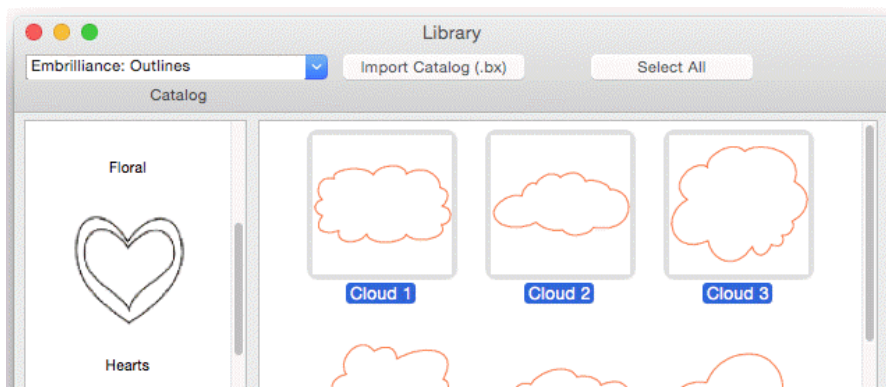 Library
Embrilliance: Outlines
Import Catalog (.bx)
Select All
Catalog
Floral
Hearts
Cloud 1
Cloud 2
Cloud 3